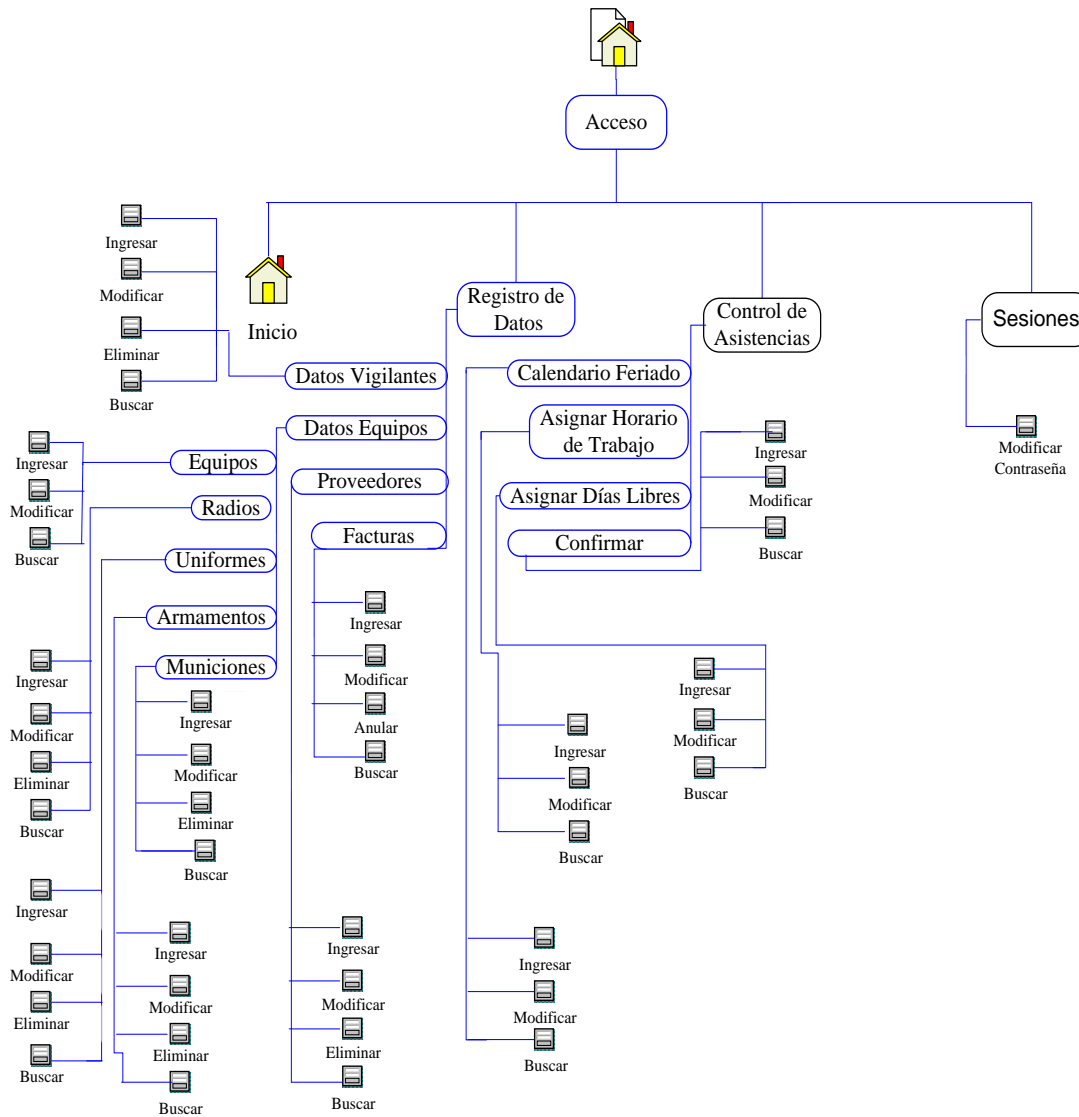 Acceso
Inicio
Registro de
Datos
Control de
Asistencias
Sesiones
Modificar
Contraseña
Datos Vigilantes
Ingresar
Modificar
Eliminar
Buscar
Datos Equipos
Equipos
Ingresar
Modificar
Buscar
Radios
Ingresar
Modificar
Eliminar
Buscar
Uniformes
Ingresar
Modificar
Eliminar
Buscar
Armamentos
Ingresar
Modificar
Eliminar
Buscar
Municiones
Ingresar
Modificar
Eliminar
Buscar
Proveedores
Ingresar
Modificar
Eliminar
Buscar
Facturas
Ingresar
Modificar
Anular
Buscar
Calendario Feriado
Ingresar
Modificar
Buscar
Asignar Horario
de Trabajo
Ingresar
Modificar
Buscar
Asignar Días Libres
Ingresar
Modificar
Buscar
Confirmar
Ingresar
Modificar
Buscar